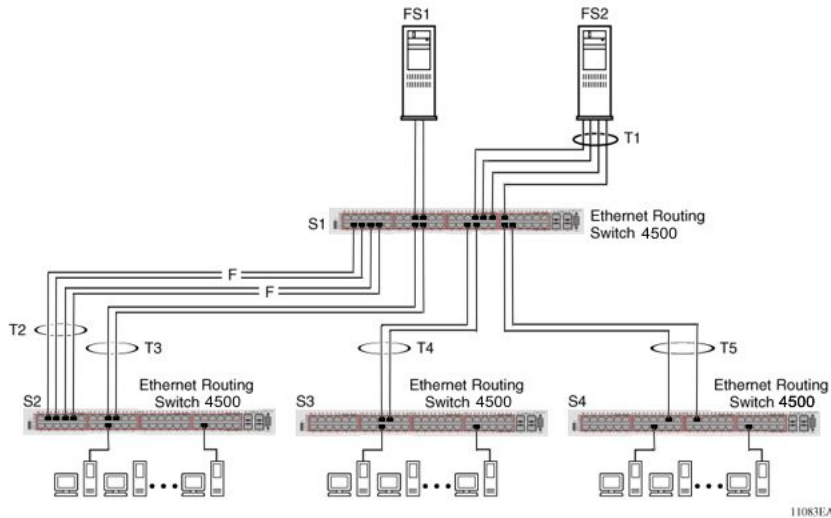 FS1
FS2
T1
S1
Ethernet Routing
Switch 4500
F
F
T2
T3
T4
T5
S2
Ethernet Routing
Switch 4500
S3
Ethernet Routing
Switch 4500
S4
Ethernet Routing
Switch 4500
11083EA